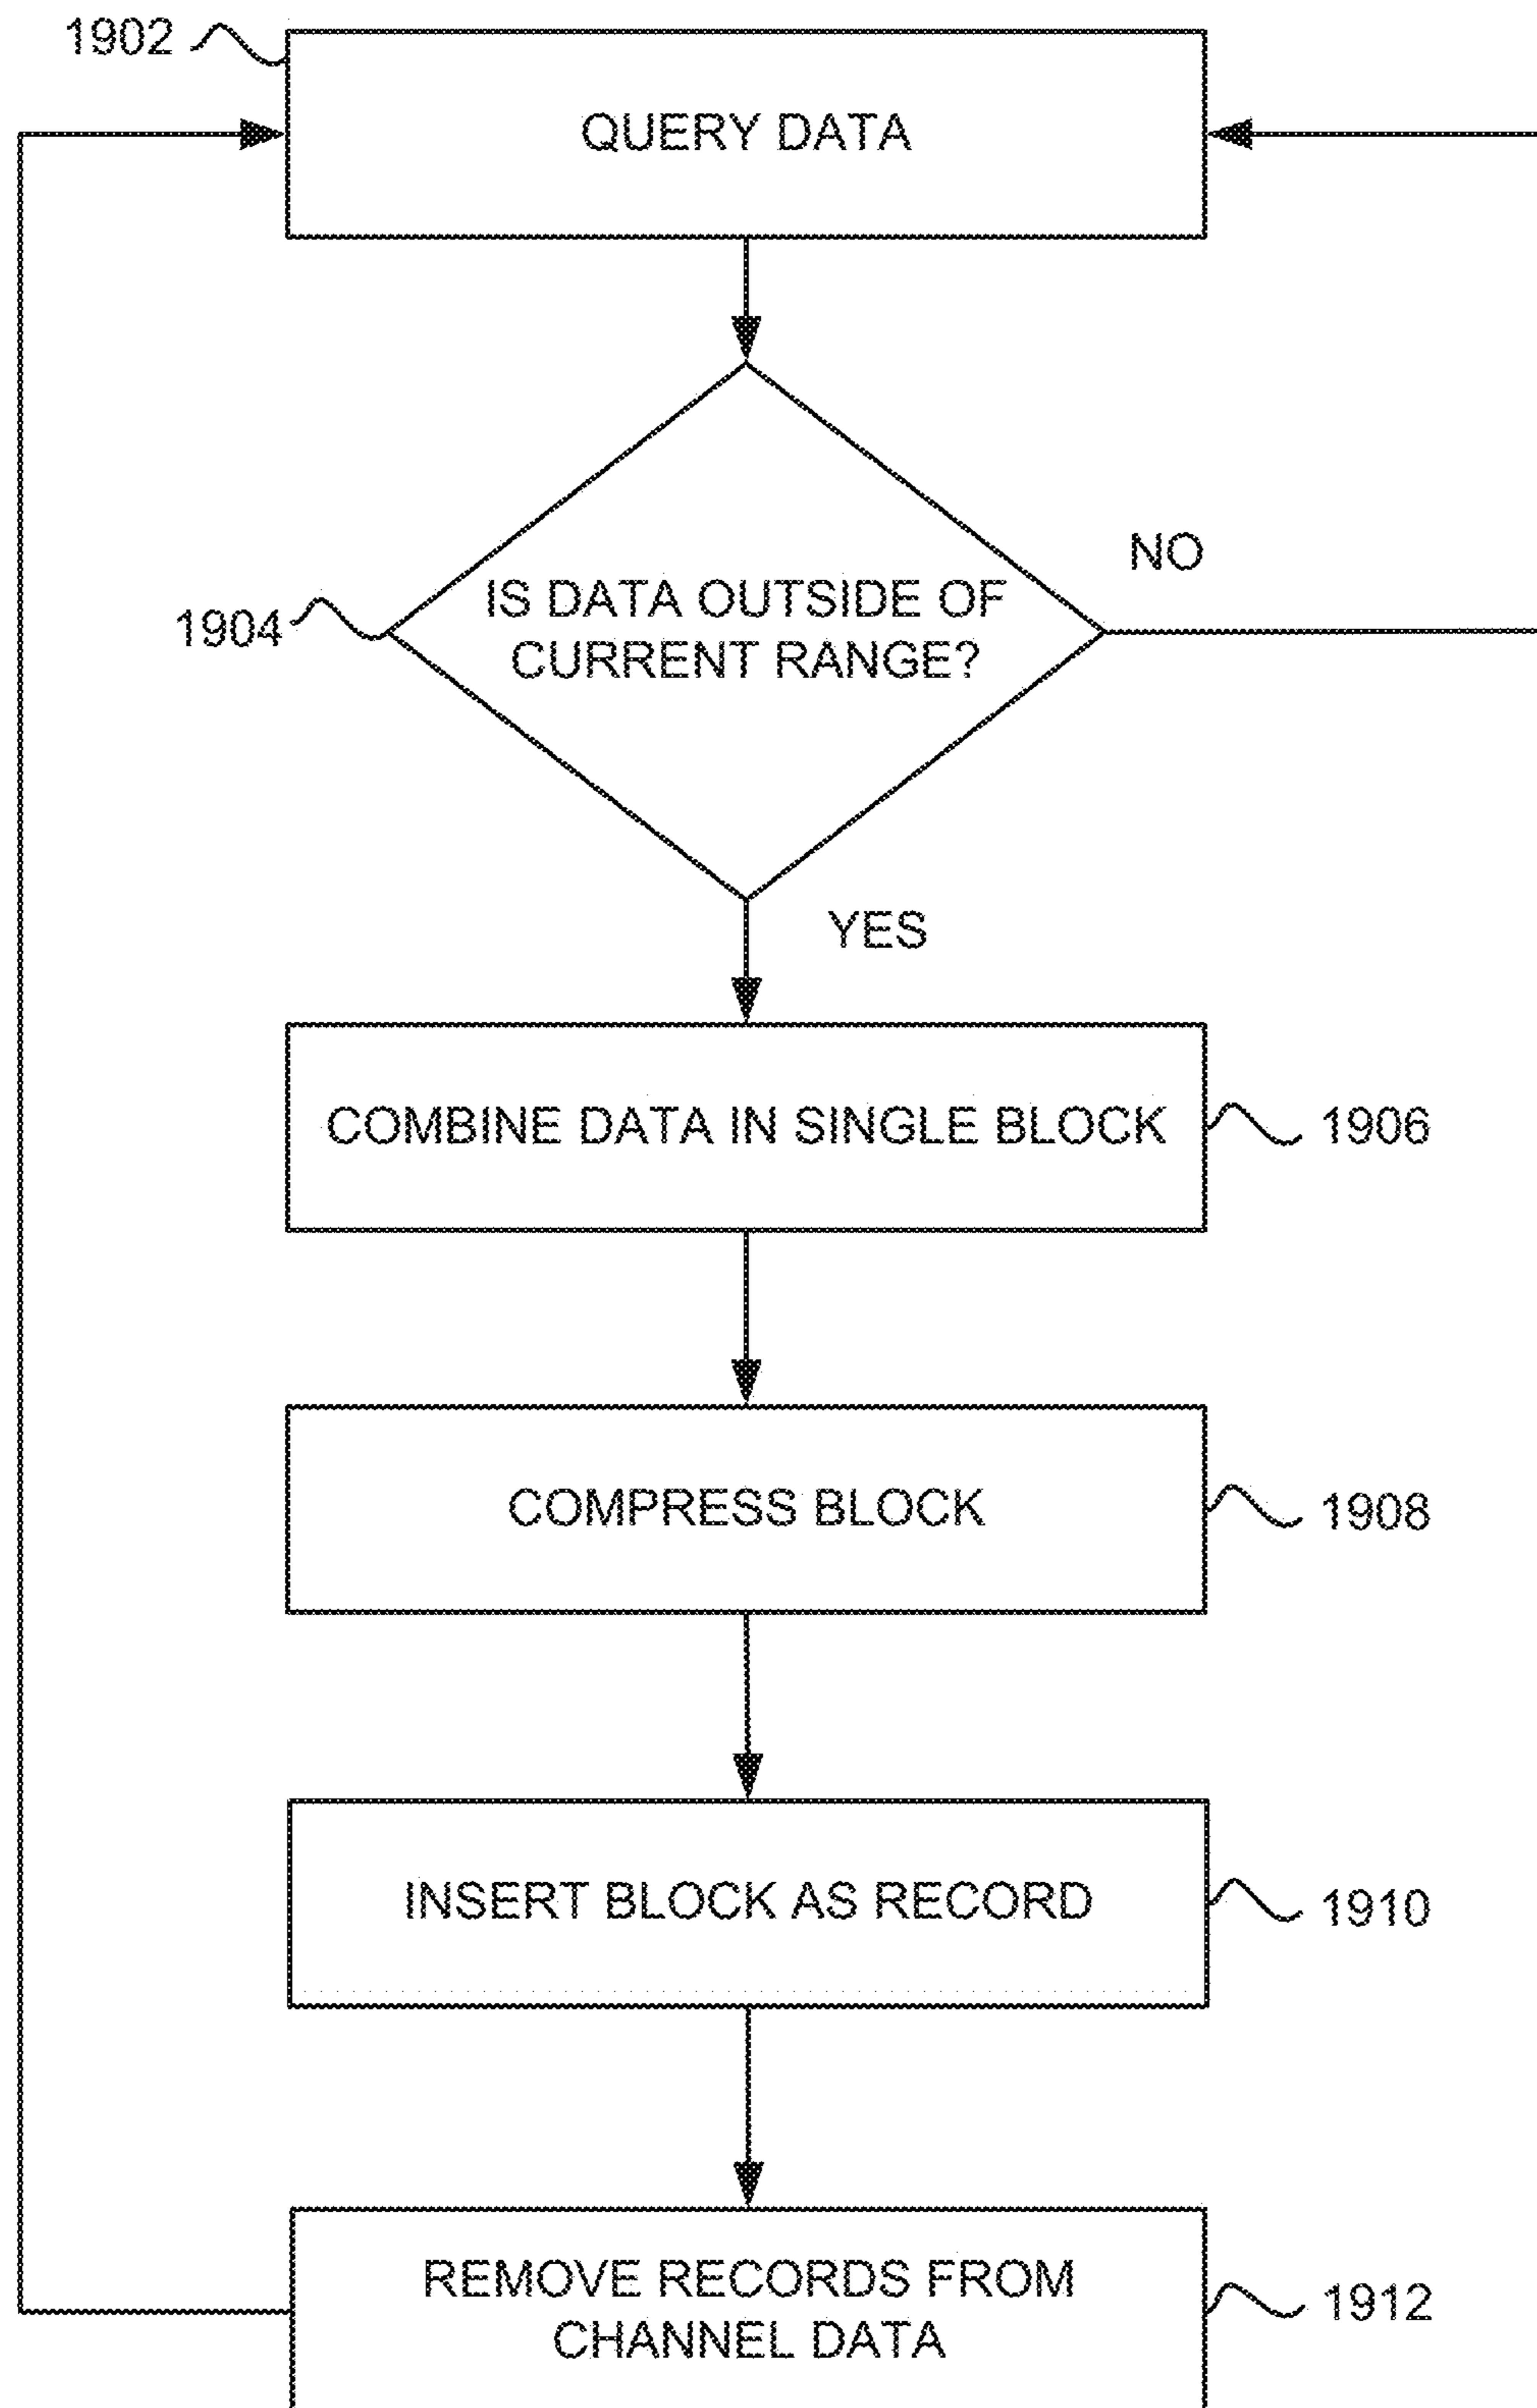 1902
QUERY DATA
NO
1904
IS DATA OUTSIDE OF
CURRENT RANGE?
YES
COMBINE DATA IN SINGLE BLOCK
1906
COMPRESS BLOCK
1908
INSERT BLOCK AS RECORD
1910
REMOVE RECORDS FROM
CHANNEL DATA
1912